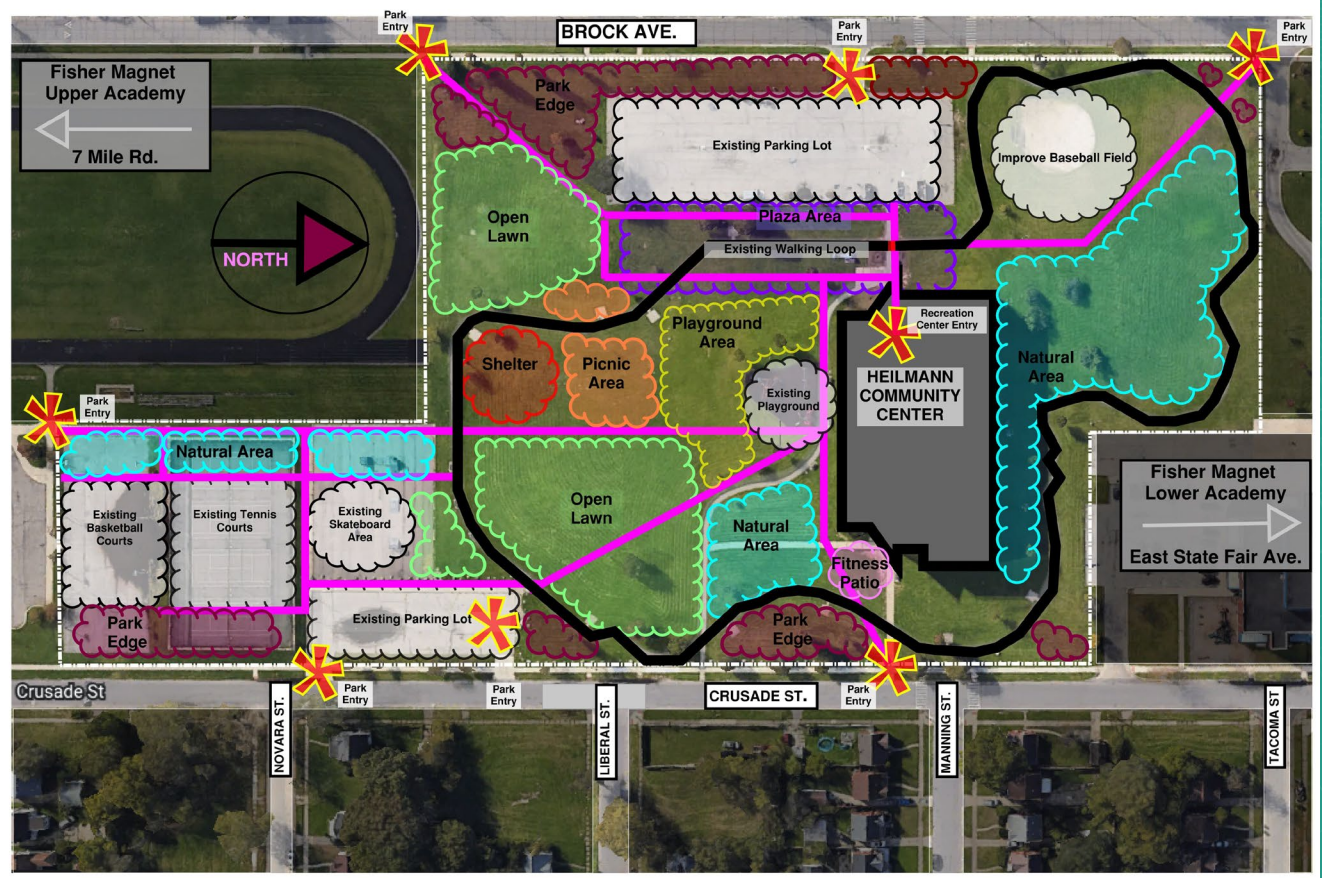 Park
Entry
BROCK AVE.
Park
Entry
Park
Entry
Fisher Magnet
Upper Academy
7 Mile Rd.
Park
Edge
Existing Parking Lot
Improve Baseball Field
Open
Lawn
Plaza Area
Existing Walking Loop
NORTH
Recreation
Center Entry
Playground
Area
Shelter
Picnic
Area
Existing
Playground
HEILMANN
COMMUNITY
CENTER
Natural
Area
Park
Entry
Natural Area
Fisher Magnet
Lower Academy
East State Fair Ave.
Existing
Basketball
Courts
Existing Tennis
Courts
Existing
Skateboard
Area
Open
Lawn
Natural
Area
Fitness
Patio
Park
Edge
Existing Parking Lot
Park
Edge
Crusade St
Park
Entry
Park
Entry
CRUSADE ST.
Park
Entry
NOVARA ST.
LIBERAL ST.
MANNING ST.
TACOMA ST